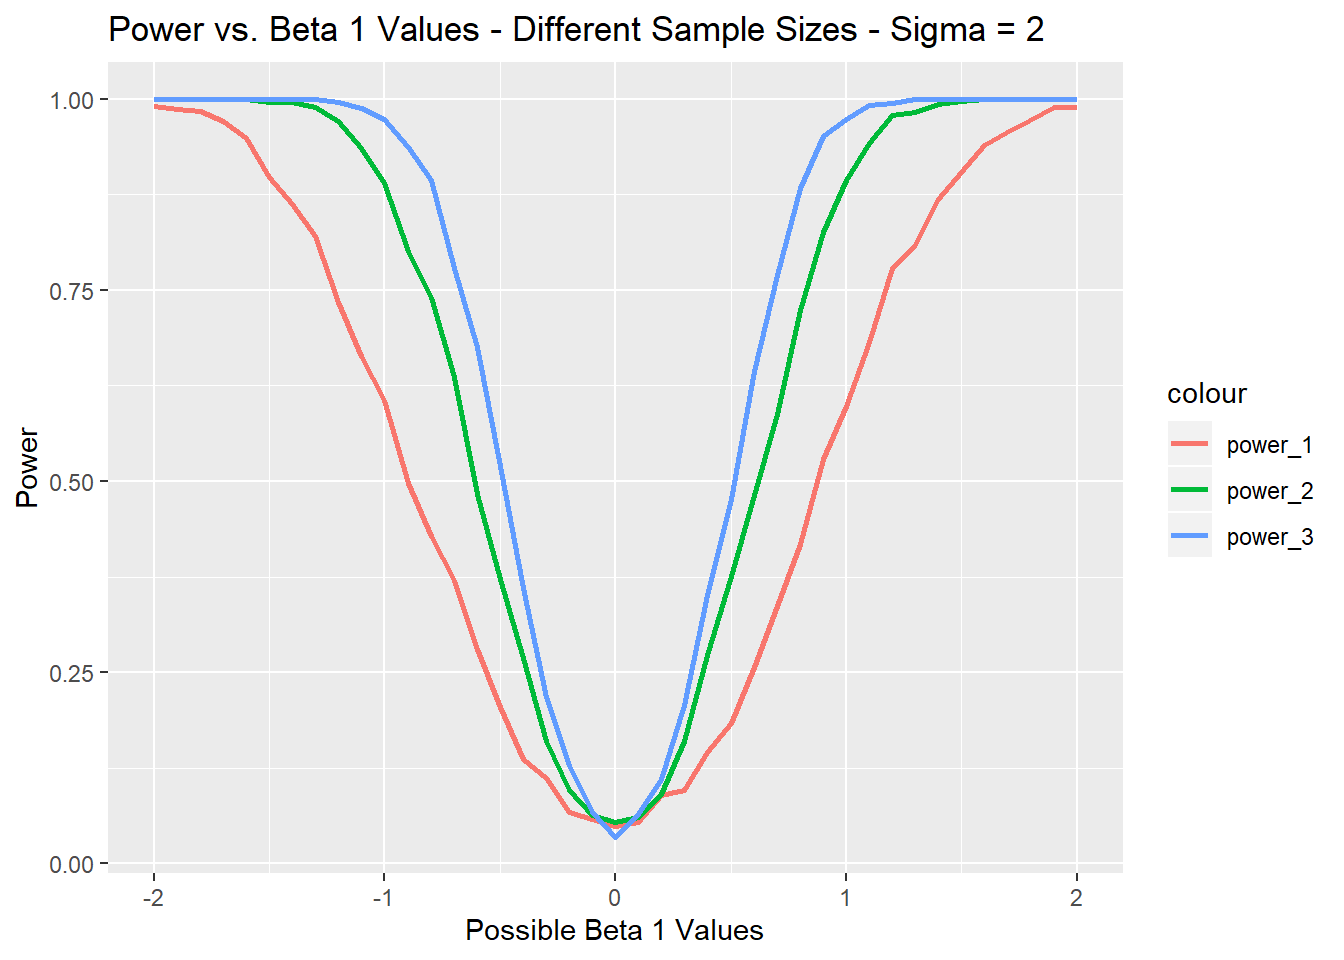 Power vs. Beta 1 Values - Different Sample Sizes - Sigma = 2
1.00
0.75
0.50
0.25
0.00
Power
-2
-1
0
1
2
Possible Beta 1 Values
colour
power_1
power_2
power_3